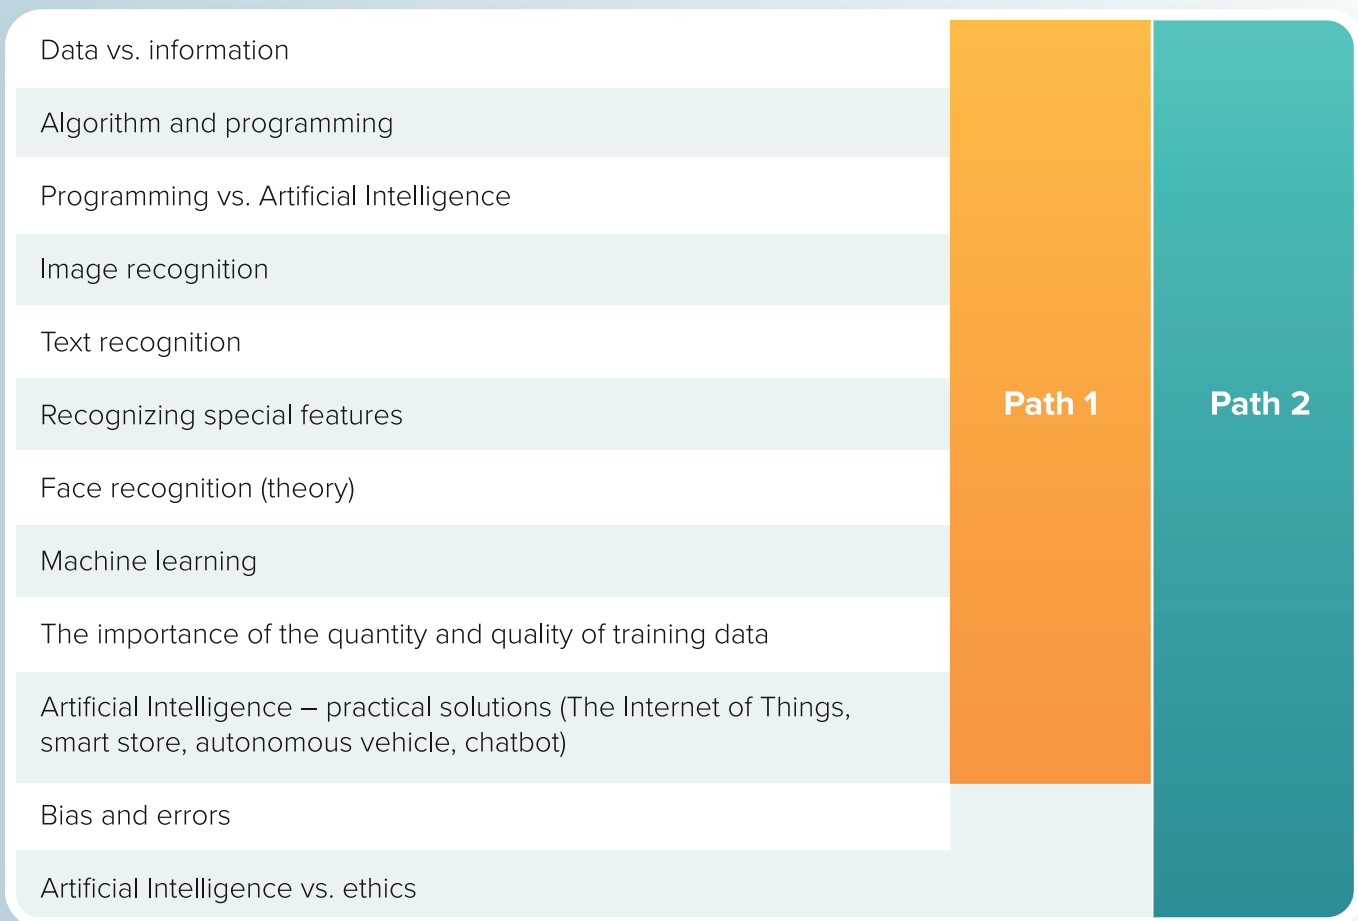 Data vs. information
Algorithm and programming
Programming vs. Artificial Intelligence
Image recognition
Text recognition
Recognizing special features
Face recognition (theory)
Machine learning
The importance of the quantity and quality of training data
Artificial Intelligence – practical solutions (The Internet of Things,
smart store, autonomous vehicle, chatbot)
Bias and errors
Artificial Intelligence vs. ethics
Path 1
Path 2